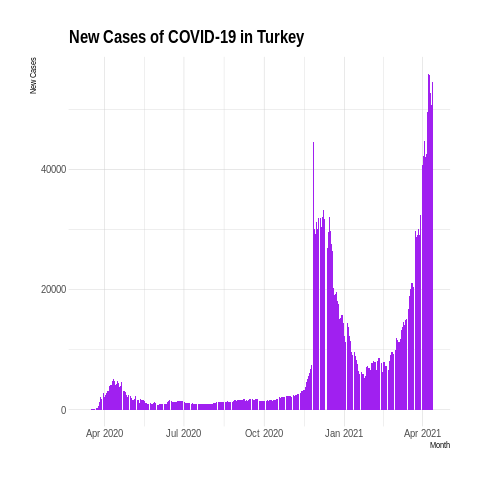 New Cases of COVID-19 in Turkey
New Cases
40000
20000
0
Apr 2020
Jul 2020
Oct 2020
Jan 2021
Apr 2021
Month